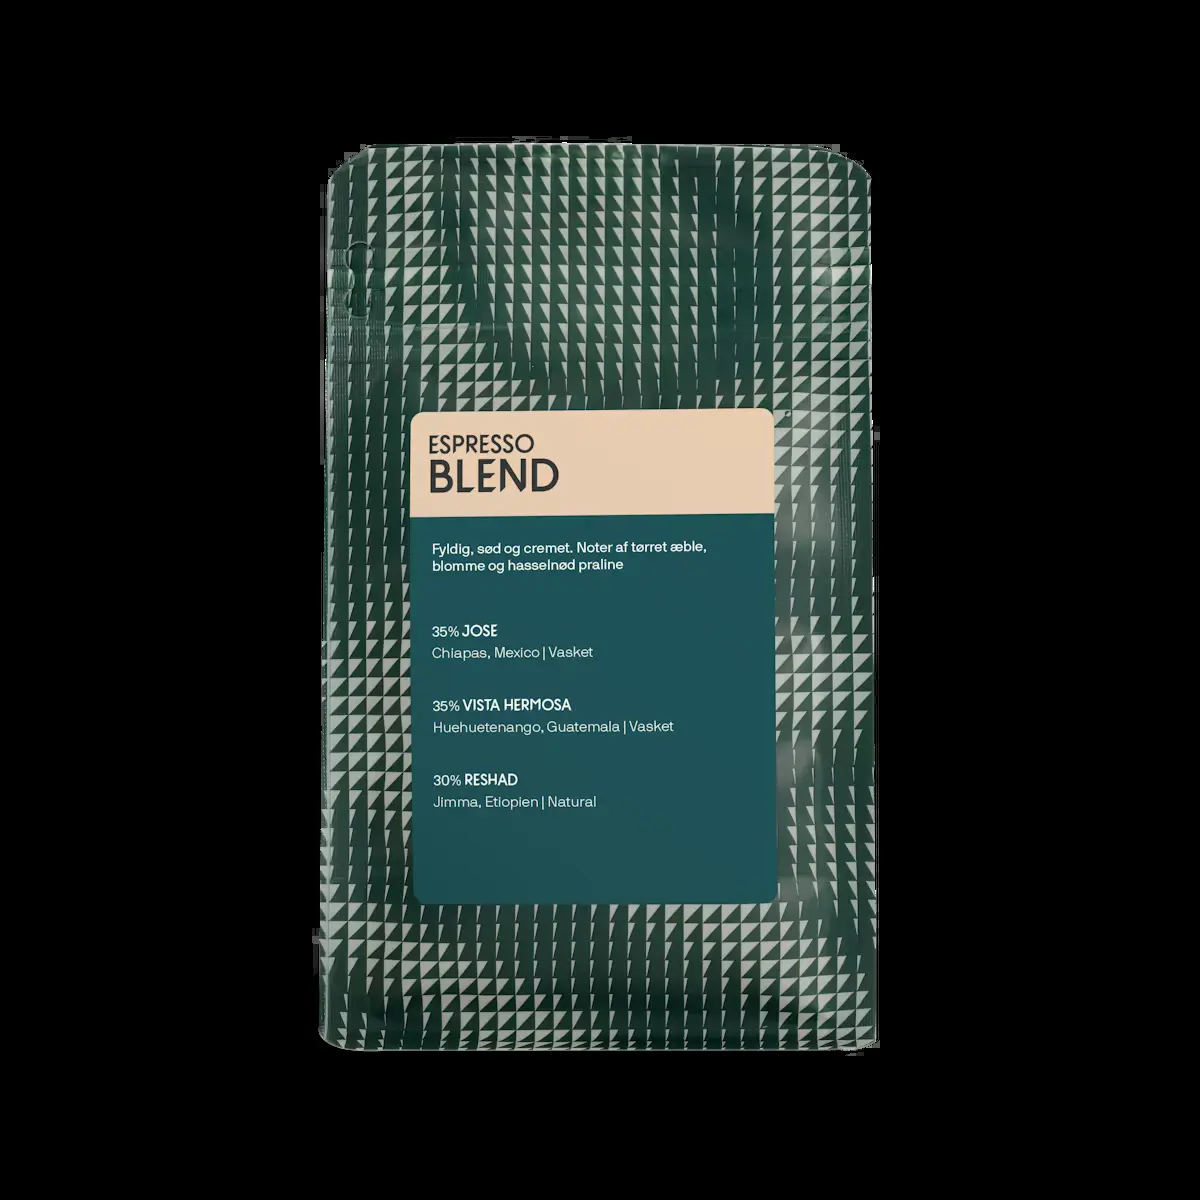 ESPRESSO
BLEND
Fyldig, sød og cremet. Noter af tørret æble,
blomme og hasselnød praline
35% JOSE
Chiapas, Mexico | Vasket
35% VISTA HERMOSA
Huehuetenango, Guatemala | Vasket
30% RESHAD
Jimma, Etiopien | Natural